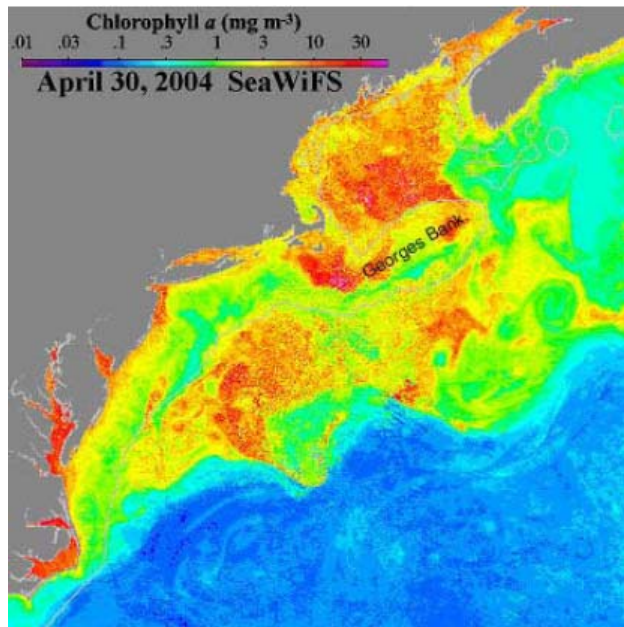 Chlorophyll a (mg m-3)
.01 .03 .1 .3 1 3 10 30
April 30, 2004 SeaWiFS
Georges Bank